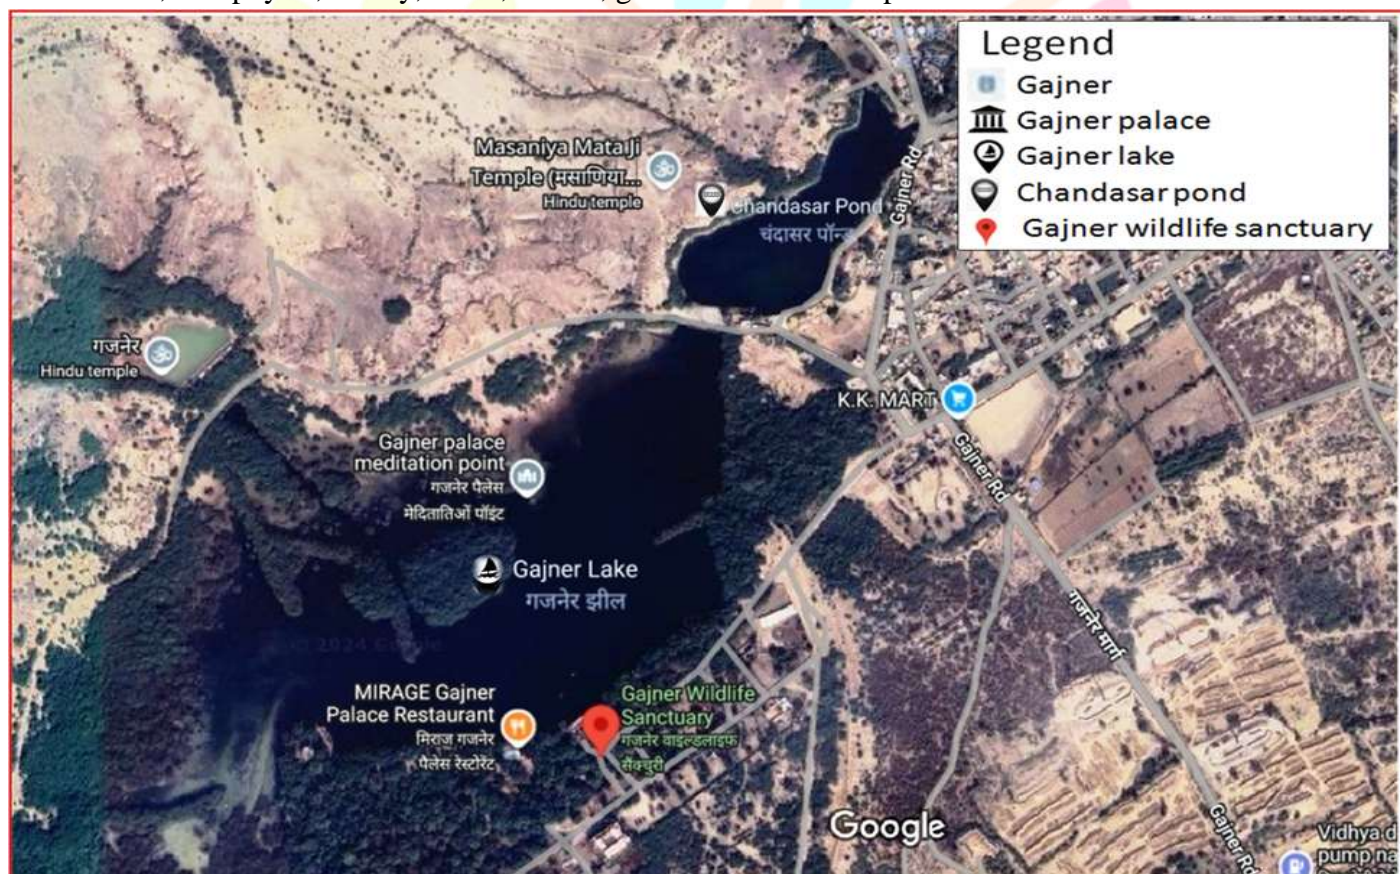 Legend
Gajner
Gajner palace
Gajner lake
Chandasar pond
Gajner wildlife sanctuary
Masaniya Mata Ji
Temple (मसाणिया...
Hindu temple
Chandasar Pond
चंदासर पॉन्ड
Gajner Rd
गजनेर
Hindu temple
K.K. MART
Gajner palace
meditation point
गजनेर पैलेस
मेदितातिओं पॉइंट
Gajner Rd
Gajner Lake
गजनेर झील
गजनेर मार्ग
MIRAGE Gajner
Palace Restaurant
मिराज गजनेर
पैलेस रेस्टोरेंट
Gajner Wildlife
Sanctuary
गजनेर वाइल्डलाइफ
सैंक्चुरी
Google
Gajner Rd
Vidhya d
pump na